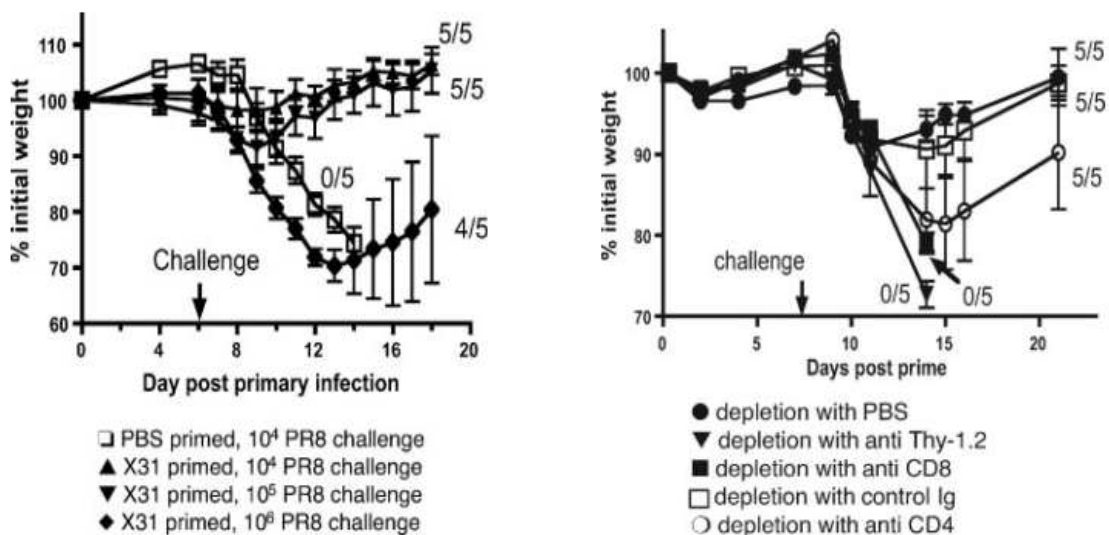 % initial weight
110
100
90
80
70
60
0
4
8
12
16
20
5/5
5/5
0/5
4/5
Challenge
Day post primary infection
PBS primed, 10⁴ PR8 challenge
X31 primed, 10⁴ PR8 challenge
X31 primed, 10⁵ PR8 challenge
X31 primed, 10⁶ PR8 challenge
% initial weight
100
90
80
70
0
5
10
15
20
5/5
5/5
5/5
challenge
0/5
0/5
Days post prime
depletion with PBS
depletion with anti Thy-1.2
depletion with anti CD8
depletion with control Ig
depletion with anti CD4